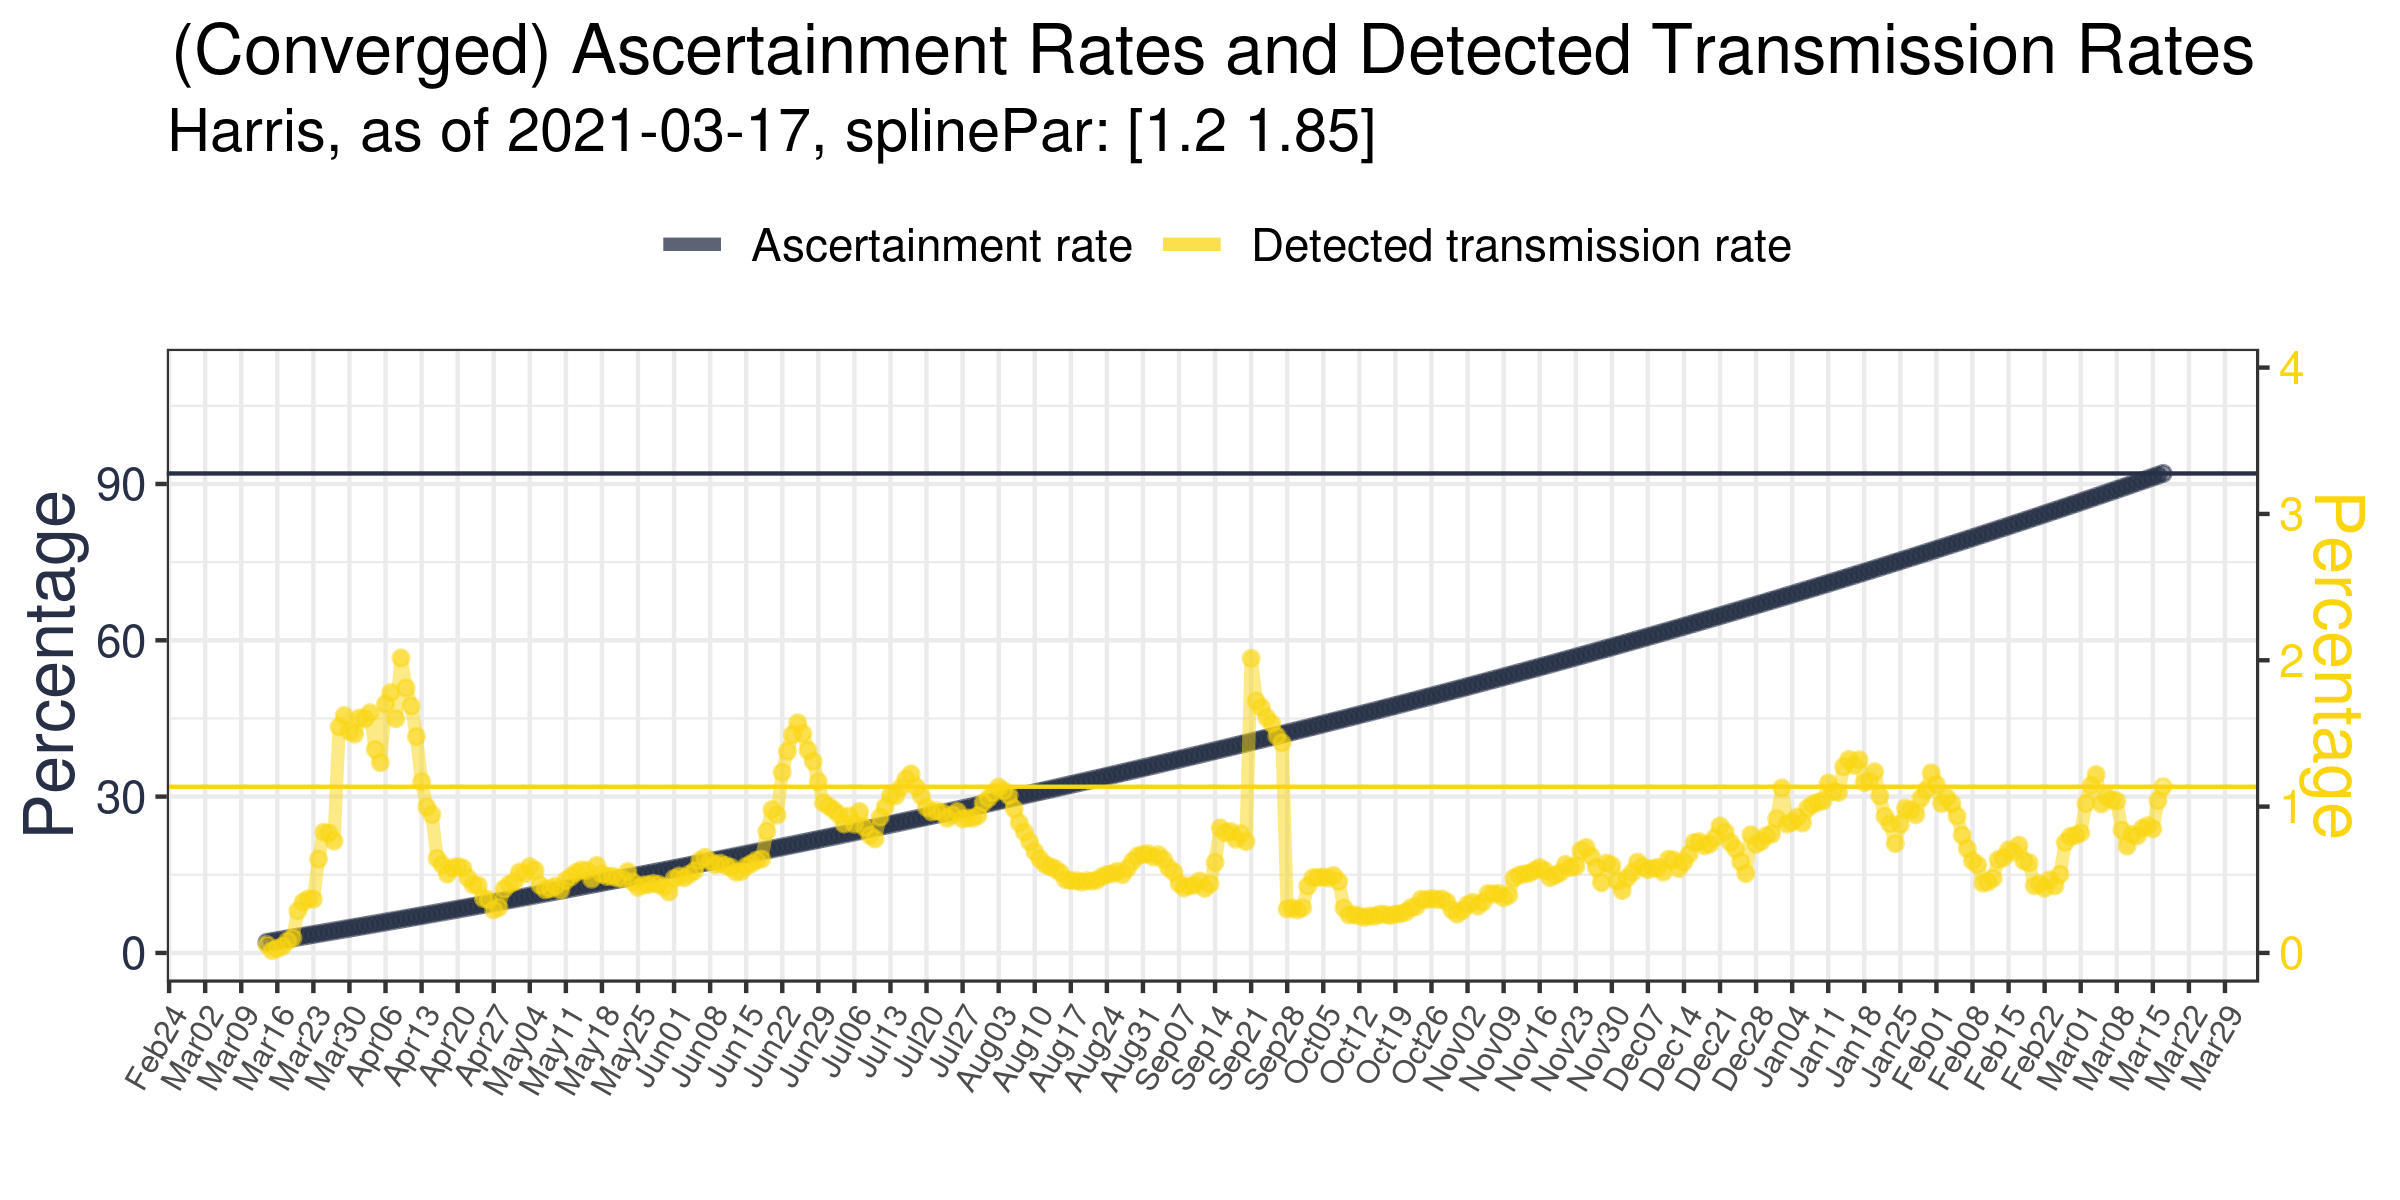 (Converged) Ascertainment Rates and Detected Transmission Rates
Harris, as of 2021-03-17, splinePar: [1.2 1.85]
Ascertainment rate
Detected transmission rate
Percentage
90
60
30
0
4
3
2
1
0
Percentage
Feb24
Mar02
Mar09
Mar16
Mar23
Mar30
Apr06
Apr13
Apr20
Apr27
May04
May11
May18
May25
Jun01
Jun08
Jun15
Jun22
Jun29
Jul06
Jul13
Jul20
Jul27
Aug03
Aug10
Aug17
Aug24
Aug31
Sep07
Sep14
Sep21
Sep28
Oct05
Oct12
Oct19
Oct26
Nov02
Nov09
Nov16
Nov23
Nov30
Dec07
Dec14
Dec21
Dec28
Jan04
Jan11
Jan18
Jan25
Feb01
Feb08
Feb15
Feb22
Mar01
Mar08
Mar15
Mar22
Mar29